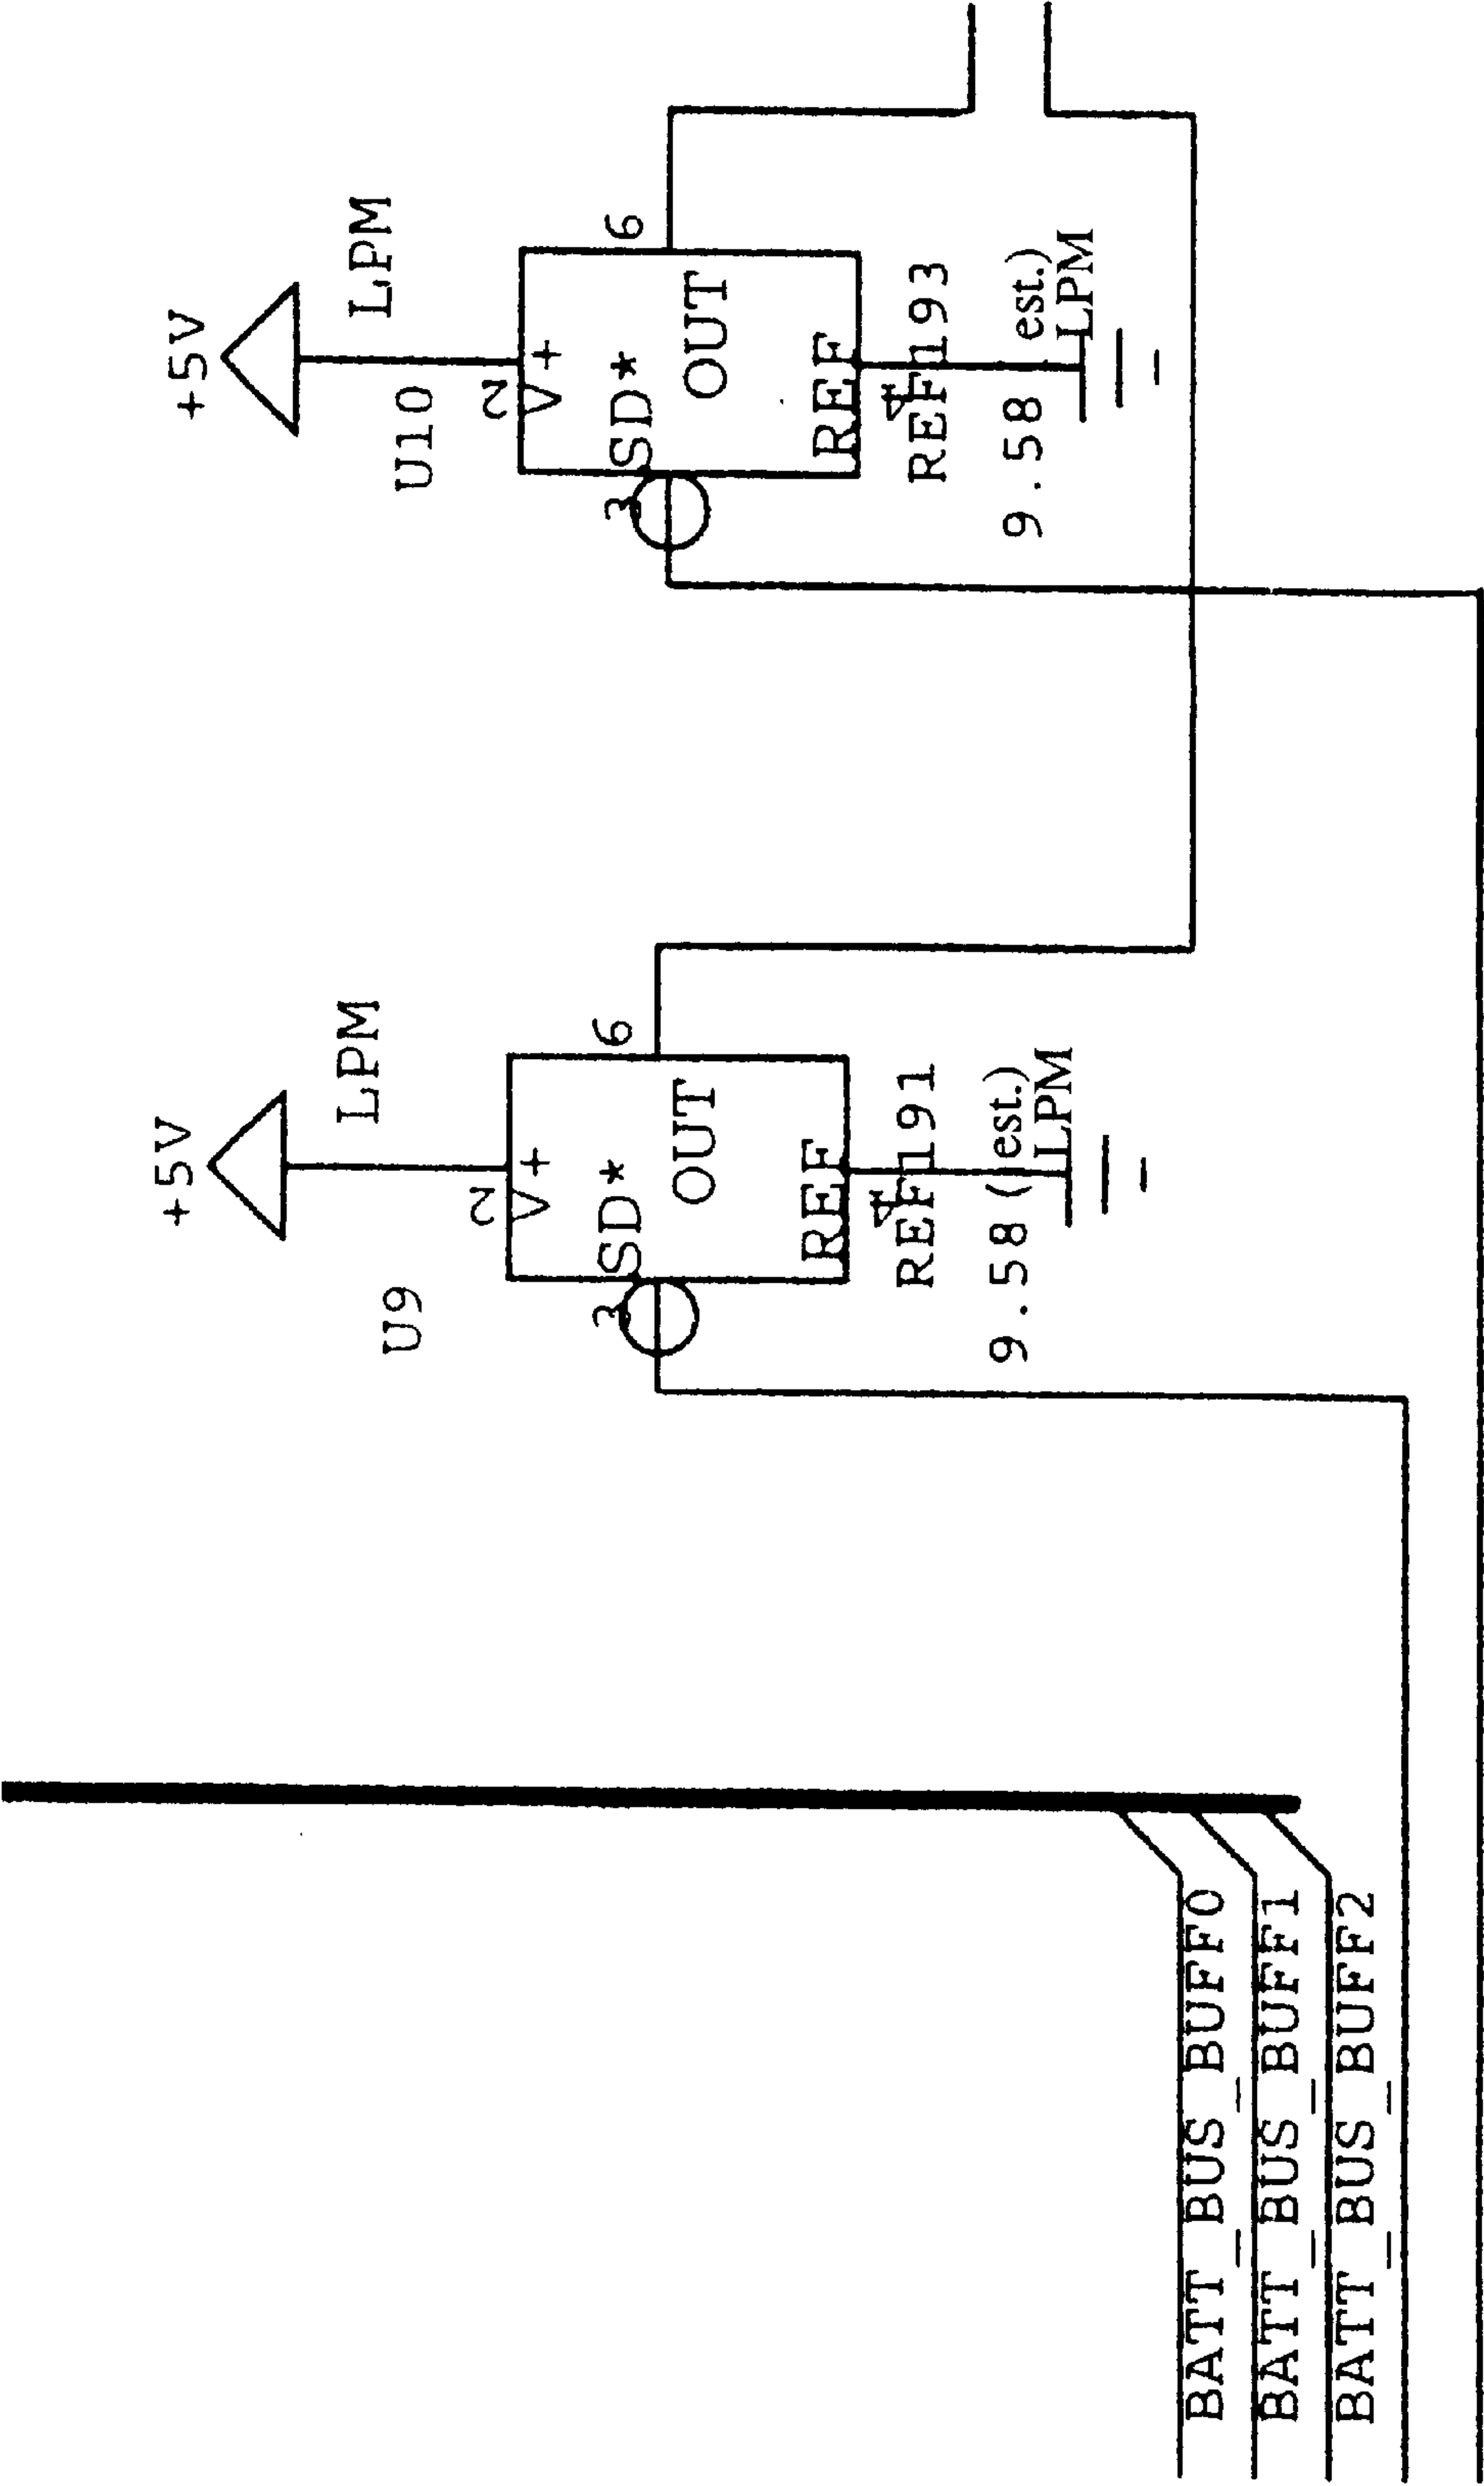 +5V
LPM
U9
2
V+
3
SD*
6
OUT
REF
4
REF191
9.58 (est.)
LPM
+5V
LPM
U10
2
V+
3
SD*
6
OUT
REF
4
REF193
9.58 est.)
LPM
BATT_BUS_BUFF0
BATT_BUS_BUFF1
BATT_BUS_BUFF2